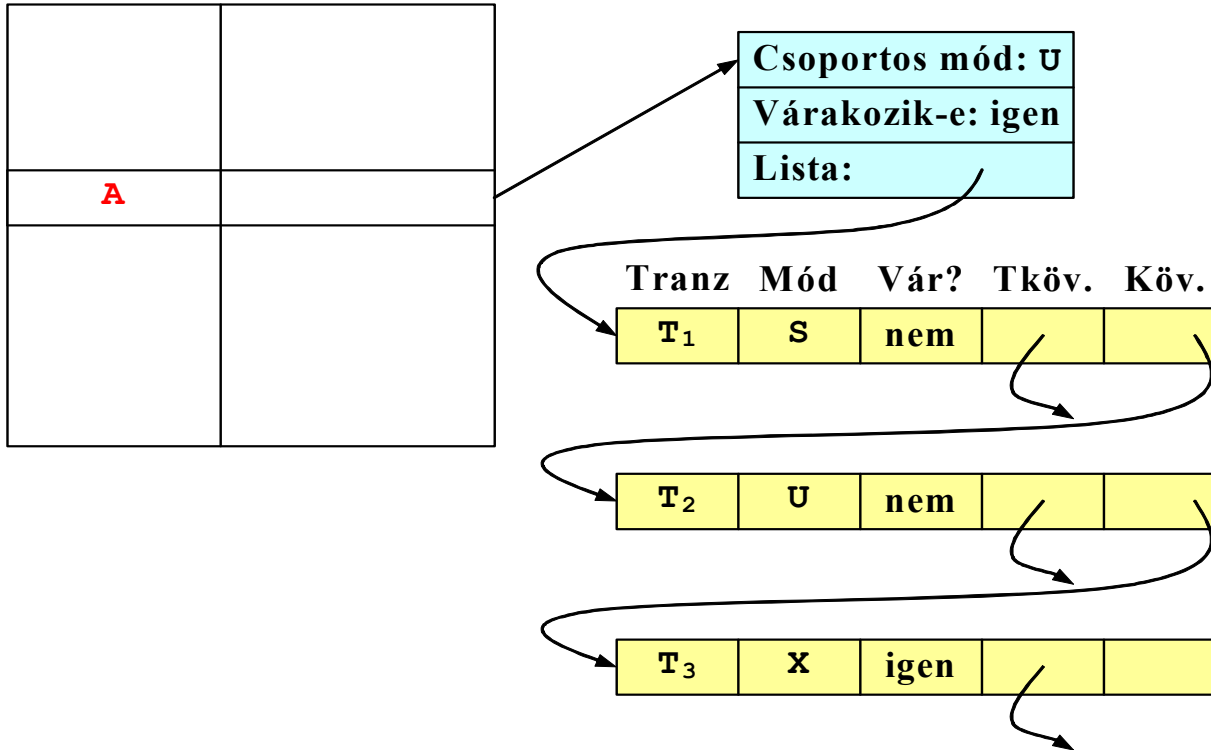 A
Csoportos mód: U
Várakozik-e: igen
Lista:
Tranz Mód Vár? Tköv. Köv.
T₁ S nem
T₂ U nem
T₃ X igen